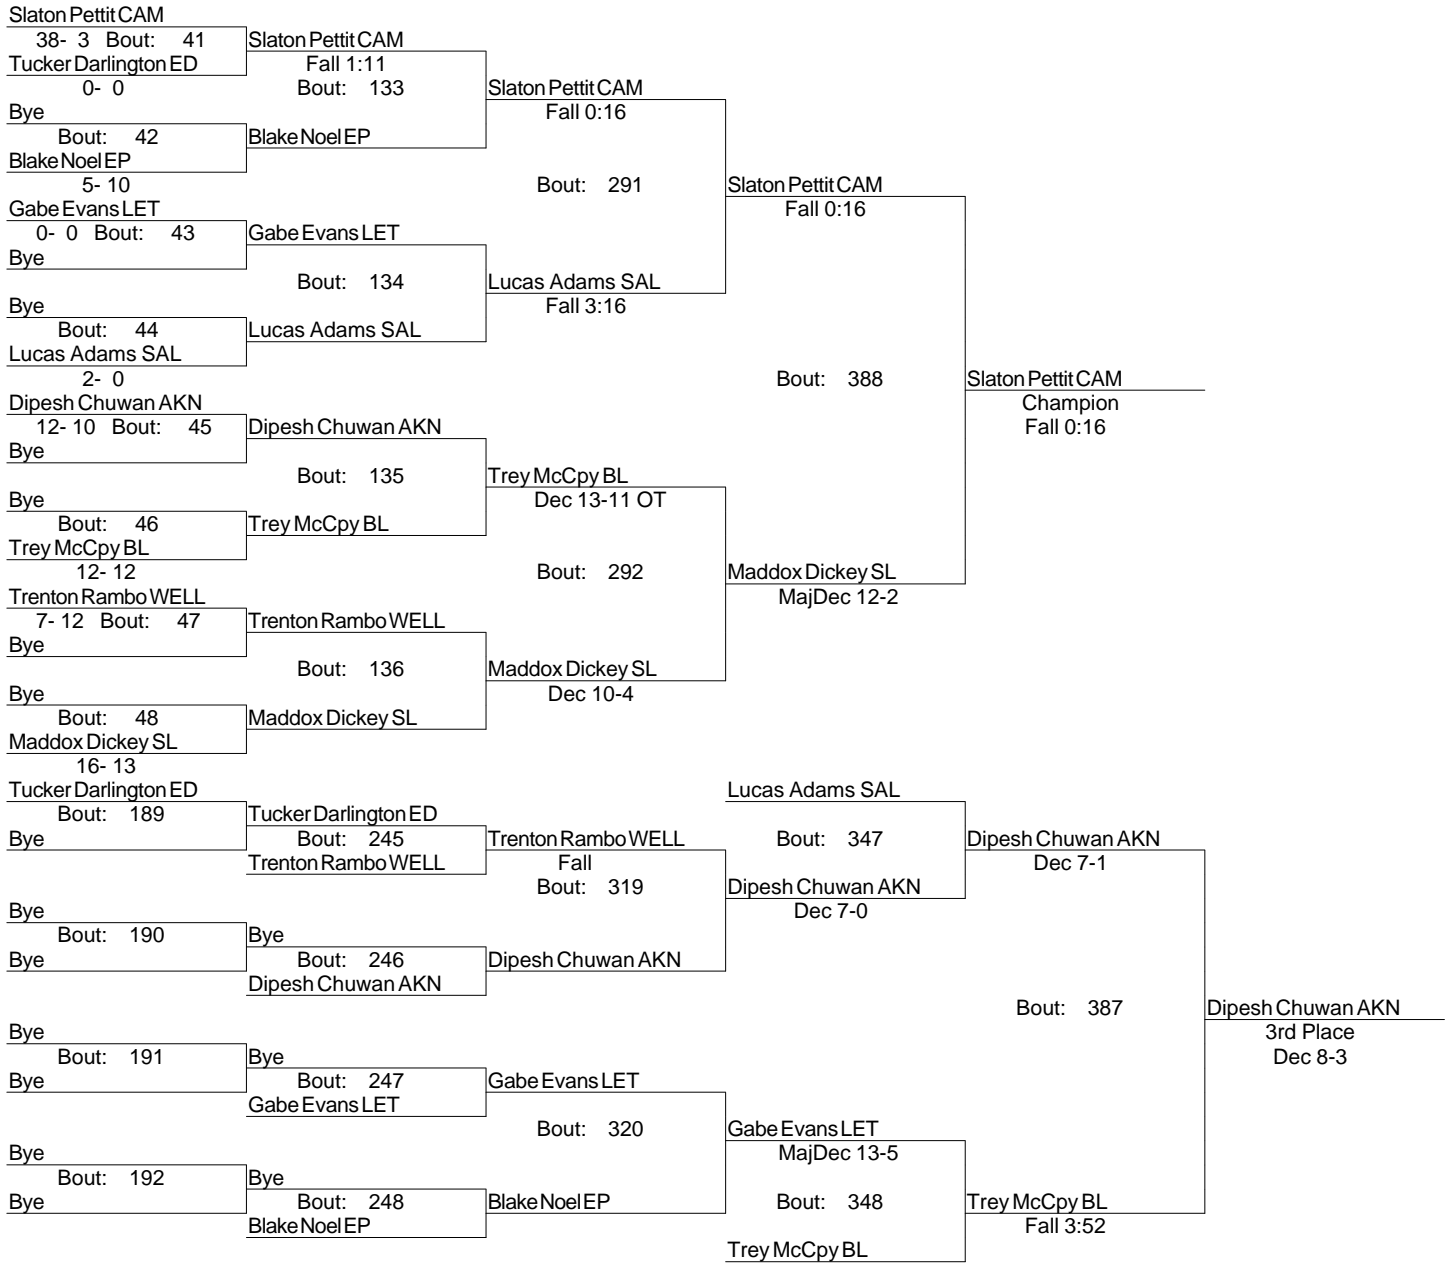 Slaton Pettit CAM
38- 3 Bout: 41 Slaton Pettit CAM
Tucker Darlington ED Fall 1:11
0- 0 Bout: 133 Slaton Pettit CAM
Bye Fall 0:16
Bout: 42 Blake Noel EP
Blake Noel EP
5- 10 Bout: 291 Slaton Pettit CAM
Gabe Evans LET Fall 0:16
0- 0 Bout: 43 Gabe Evans LET
Bye
Bout: 134 Lucas Adams SAL
Bye Fall 3:16
Bout: 44 Lucas Adams SAL
Lucas Adams SAL
2- 0 Bout: 388 Slaton Pettit CAM
Dipesh Chuwan AKN Champion
12- 10 Bout: 45 Dipesh Chuwan AKN Fall 0:16
Bye
Bout: 135 Trey McCpy BL
Bye Dec 13-11 OT
Bout: 46 Trey McCpy BL
Trey McCpy BL
12- 12 Bout: 292 Maddox Dickey SL
Trenton Rambo WELL MajDec 12-2
7- 12 Bout: 47 Trenton Rambo WELL
Bye
Bout: 136 Maddox Dickey SL
Bye Dec 10-4
Bout: 48 Maddox Dickey SL
Maddox Dickey SL
16- 13
Tucker Darlington ED Lucas Adams SAL
Bout: 189 Tucker Darlington ED
Bye Bout: 245 Trenton Rambo WELL Bout: 347 Dipesh Chuwan AKN
Trenton Rambo WELL Fall Dec 7-1
Bout: 319 Dipesh Chuwan AKN
Bye Dec 7-0
Bout: 190 Bye
Bye Bout: 246 Dipesh Chuwan AKN
Dipesh Chuwan AKN
Bout: 387 Dipesh Chuwan AKN
Bye 3rd Place
Bout: 191 Bye Dec 8-3
Bye Bout: 247 Gabe Evans LET
Gabe Evans LET
Bout: 320 Gabe Evans LET
Bye MajDec 13-5
Bout: 192 Bye
Bye Bout: 248 Blake Noel EP Bout: 348 Trey McCpy BL
Blake Noel EP Fall 3:52
Trey McCpy BL